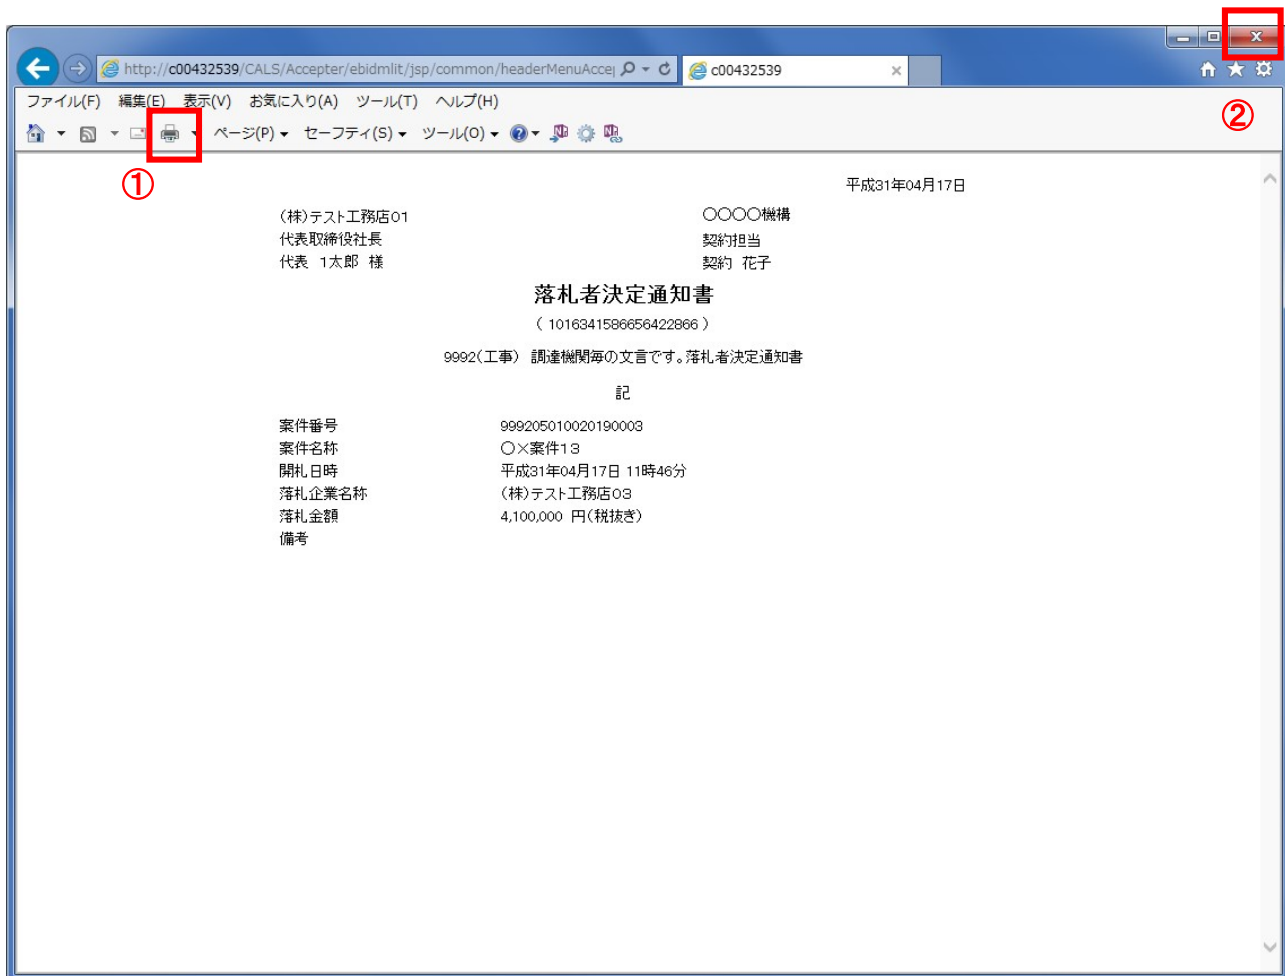 ②
http://c00432539/CALS/Accepter/ebidmlit/jsp/common/headerMenuAccep
c00432539
ファイル(F) 編集(E) 表示(V) お気に入り(A) ツール(T) ヘルプ(H)
ページ(P) セーフティ(S) ツール(O)
①
平成31年04月17日
(株)テスト工務店01 ○○○○機構
代表取締役社長 契約担当
代表 1太郎 様 契約 花子
落札者決定通知書
( 1016341586656422866 )
9992(工事) 調達機関毎の文言です。落札者決定通知書
記
案件番号 999205010020190003
案件名称 ○×案件13
開札日時 平成31年04月17日 11時46分
落札企業名称 (株)テスト工務店03
落札金額 4,100,000 円(税抜き)
備考